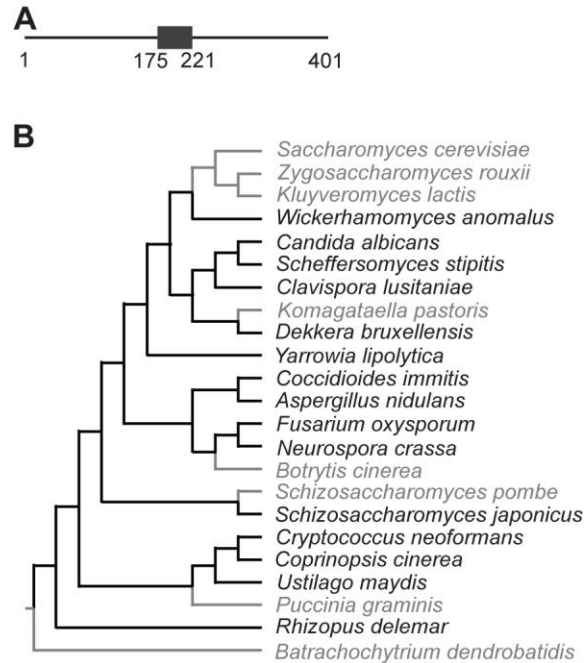 A
1 175 221 401
B
Saccharomyces cerevisiae
Zygosaccharomyces rouxii
Kluyveromyces lactis
Wickerhamomyces anomalus
Candida albicans
Scheffersomyces stipitis
Clavispora lusitaniae
Komagataella pastoris
Dekkera bruxellensis
Yarrowia lipolytica
Coccidioides immitis
Aspergillus nidulans
Fusarium oxysporum
Neurospora crassa
Botrytis cinerea
Schizosaccharomyces pombe
Schizosaccharomyces japonicus
Cryptococcus neoformans
Coprinopsis cinerea
Ustilago maydis
Puccinia graminis
Rhizopus delemar
Batrachochytrium dendrobatidis